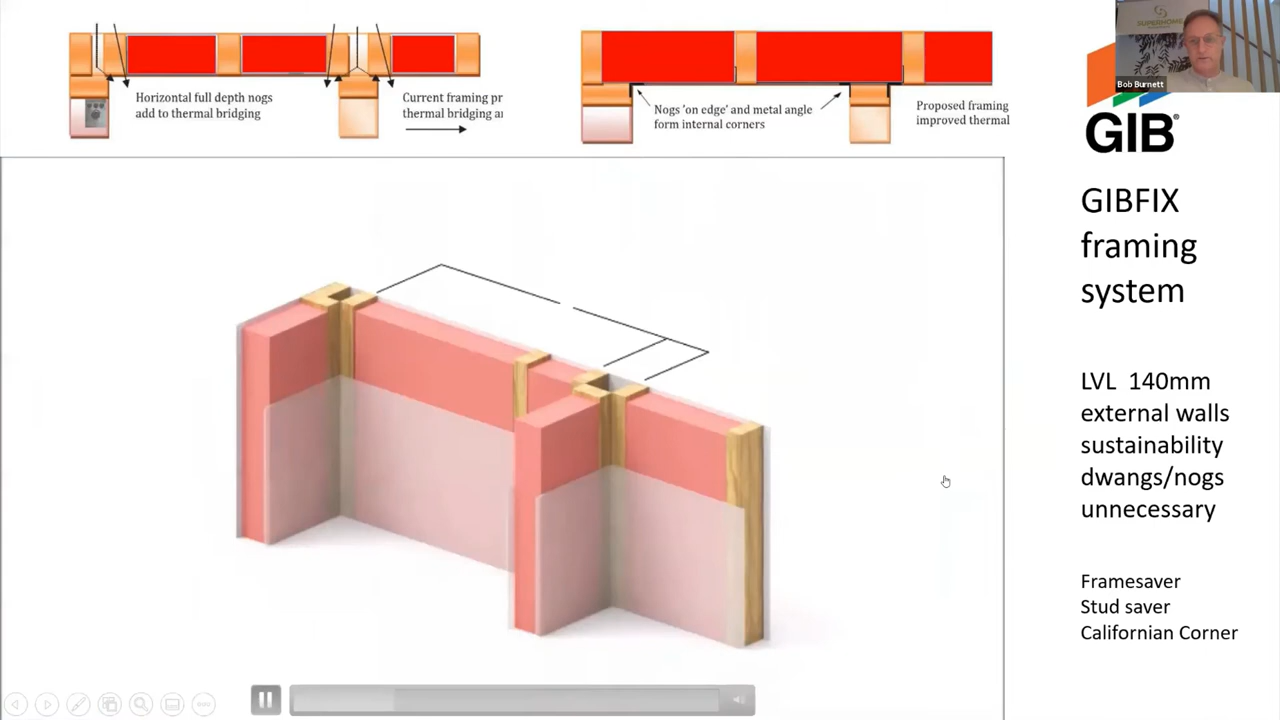 Horizontal full depth nogs
add to thermal bridging
Current framing pr
thermal bridging ar
Nogs 'on edge' and metal angle
form internal corners
Proposed framing
improved thermal
SUPERHOME
Bob Burnett
GIB®
GIBFIX
framing
system
LVL 140mm
external walls
sustainability
dwangs/nogs
unnecessary
Framesaver
Stud saver
Californian Corner